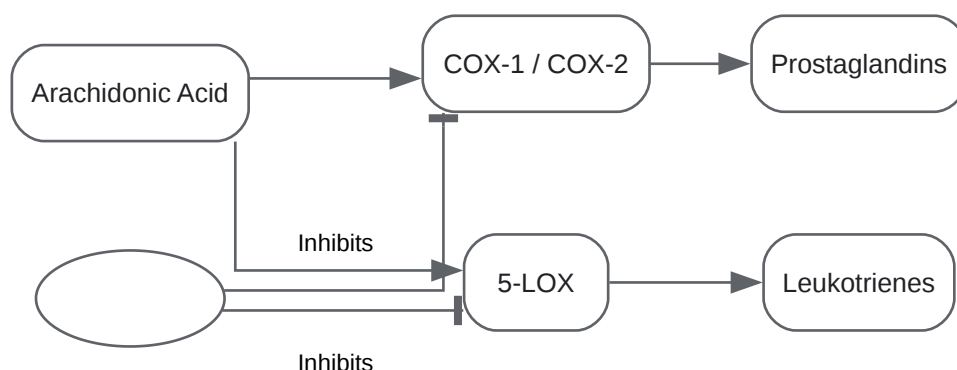 Arachidonic Acid
COX-1 / COX-2
Prostaglandins
Inhibits
5-LOX
Leukotrienes
Inhibits